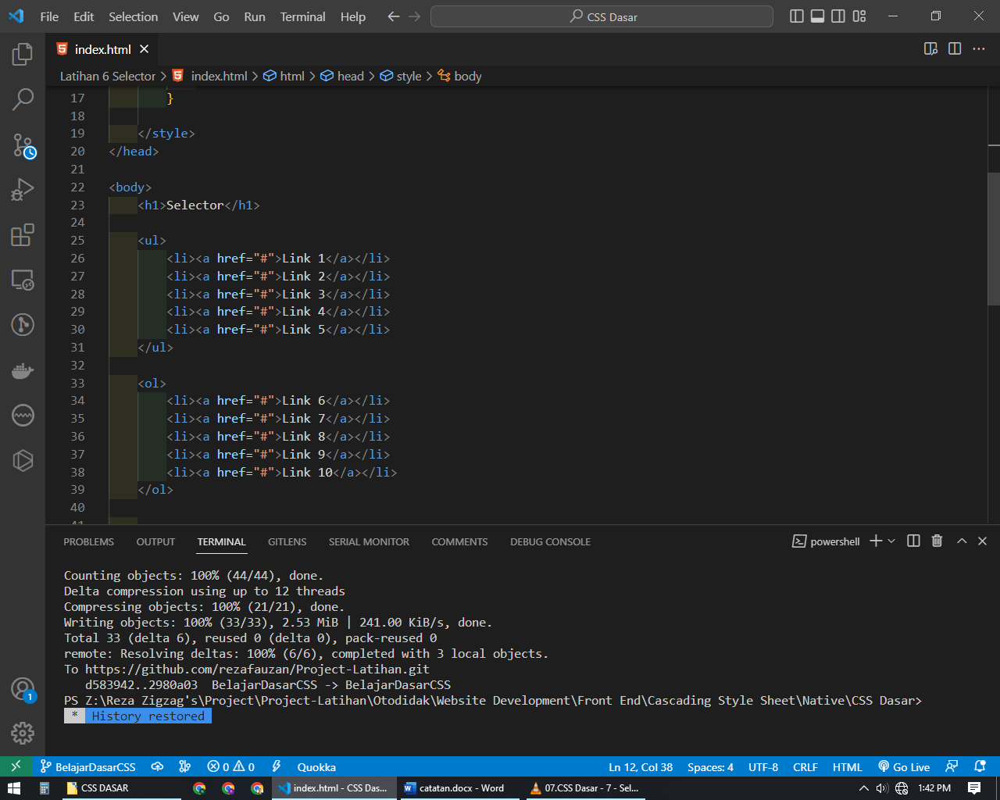 File Edit Selection View Go Run Terminal Help CSS Dasar
index.html
Latihan 6 Selector > index.html > html > head > style > body
17 }
18
19 </style>
20 </head>
21
22 <body>
23 <h1>Selector</h1>
24
25 <ul>
26 <li><a href="#">Link 1</a></li>
27 <li><a href="#">Link 2</a></li>
28 <li><a href="#">Link 3</a></li>
29 <li><a href="#">Link 4</a></li>
30 <li><a href="#">Link 5</a></li>
31 </ul>
32
33 <ol>
34 <li><a href="#">Link 6</a></li>
35 <li><a href="#">Link 7</a></li>
36 <li><a href="#">Link 8</a></li>
37 <li><a href="#">Link 9</a></li>
38 <li><a href="#">Link 10</a></li>
39 </ol>
40
41
PROBLEMS OUTPUT TERMINAL GITLENS SERIAL MONITOR COMMENTS DEBUG CONSOLE powershell
Counting objects: 100% (44/44), done.
Delta compression using up to 12 threads
Compressing objects: 100% (21/21), done.
Writing objects: 100% (33/33), 2.53 MiB | 241.00 KiB/s, done.
Total 33 (delta 6), reused 0 (delta 0), pack-reused 0
remote: Resolving deltas: 100% (6/6), completed with 3 local objects.
To https://github.com/rezafauzan/Project-Latihan.git
d583942..2980a03 BelajarDasarCSS -> BelajarDasarCSS
PS Z:\Reza Zigzag's\Project\Project-Latihan\Otodidak\Website Development\Front End\Cascading Style Sheet\Native\CSS Dasar>
* History restored
1
BelajarDasarCSS 0 0 Quokka Ln 12, Col 38 Spaces: 4 UTF-8 CRLF HTML Go Live
CSS DASAR index.html - CSS Das... catatan.docx - Word 07.CSS Dasar - 7 - Sel... 1:42 PM